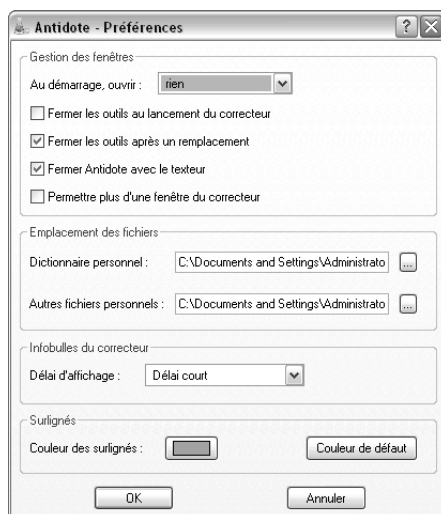 Antidote - Préférences
Gestion des fenêtres
Au démarrage, ouvrir : rien
Fermer les outils au lancement du correcteur
Fermer les outils après un remplacement
Fermer Antidote avec le texteur
Permettre plus d'une fenêtre du correcteur
Emplacement des fichiers
Dictionnaire personnel : C:\Documents and Settings\Administrato ...
Autres fichiers personnels : C:\Documents and Settings\Administrato ...
Infobulles du correcteur
Délai d'affichage : Délai court
Surlignés
Couleur des surlignés : Couleur de défaut
OK Annuler